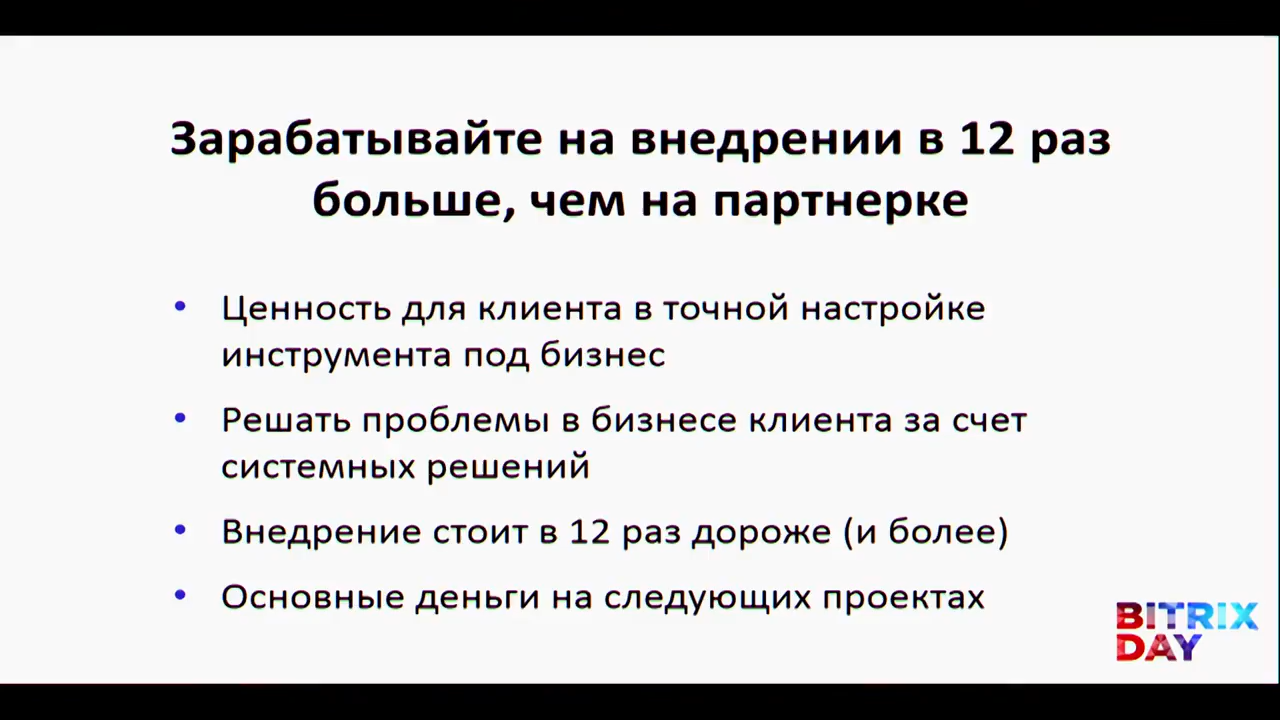 Зарабатывайте на внедрении в 12 раз
больше, чем на партнерке
• Ценность для клиента в точной настройке
инструмента под бизнес
• Решать проблемы в бизнесе клиента за счет
системных решений
• Внедрение стоит в 12 раз дороже (и более)
• Основные деньги на следующих проектах
BITRIX
DAY